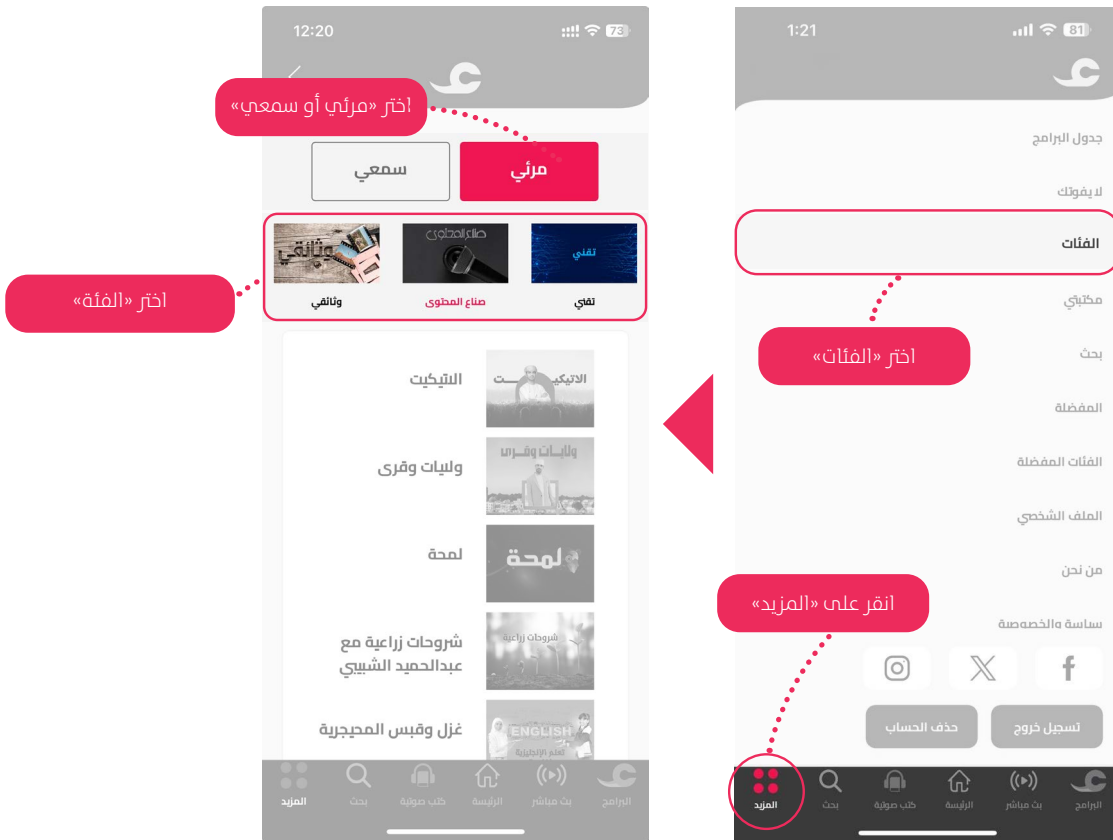 1:21
81
جدول البرامج
لا يفوتك
الفئات
مكتبتي
اختر «الفئات»
بحث
المفضلة
الفئات المفضلة
الملف الشخصي
من نحن
انقر على «المزيد»
سياسة والخصوصية
تسجيل خروج
حذف الحساب
البرامج
بث مباشر
الرئيسة
كتب صوتية
بحث
المزيد
12:20
73
اختر «مرئي أو سمعي»
مرئي
سمعي
صناع المحتوى
وثائقي
تقني
تقني
صناع المحتوى
وثائقي
اختر «الفئة»
الاتيكيت
الاتيكيت
ولايات وقرى
ولايات وقرى
لمحة
لمحة
شروحات زراعية
شروحات زراعية مع
عبدالحميد الشبيبي
ENGLISH
تعلم الإنجليزية
غزل وقبس المحيجرية
البرامج
بث مباشر
الرئيسة
كتب صوتية
بحث
المزيد